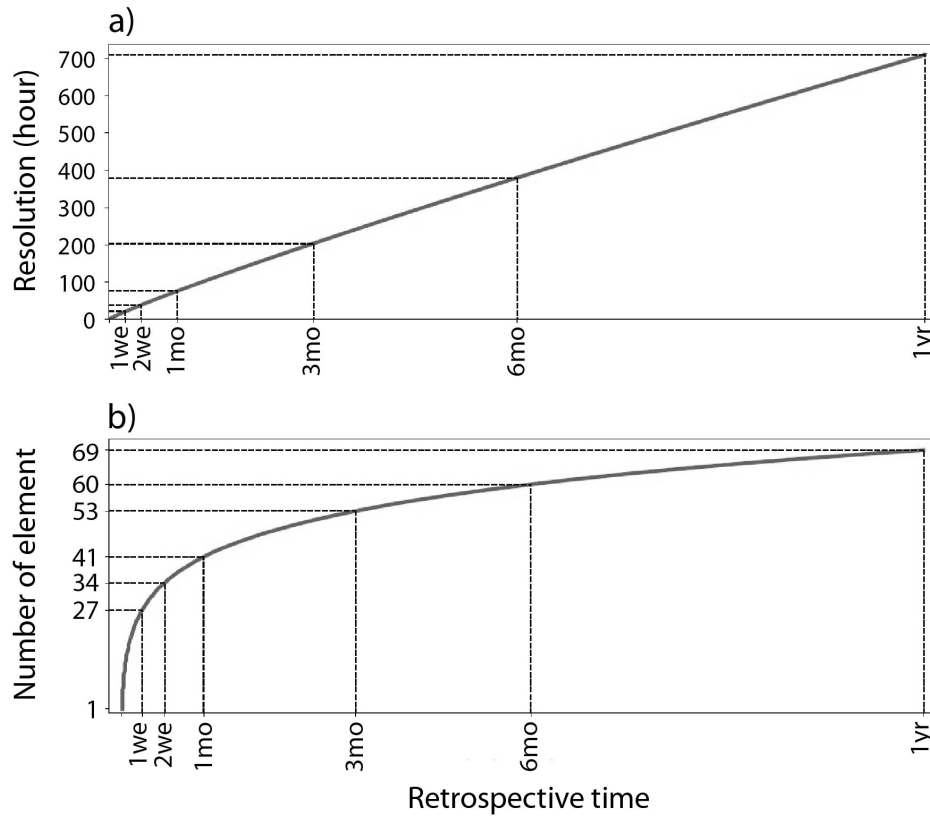 a)
Resolution (hour)
700
600
500
400
300
200
100
0
1we
2we
1mo
3mo
6mo
1yr
b)
Number of element
69
60
53
41
34
27
1
1we
2we
1mo
3mo
6mo
1yr
Retrospective time